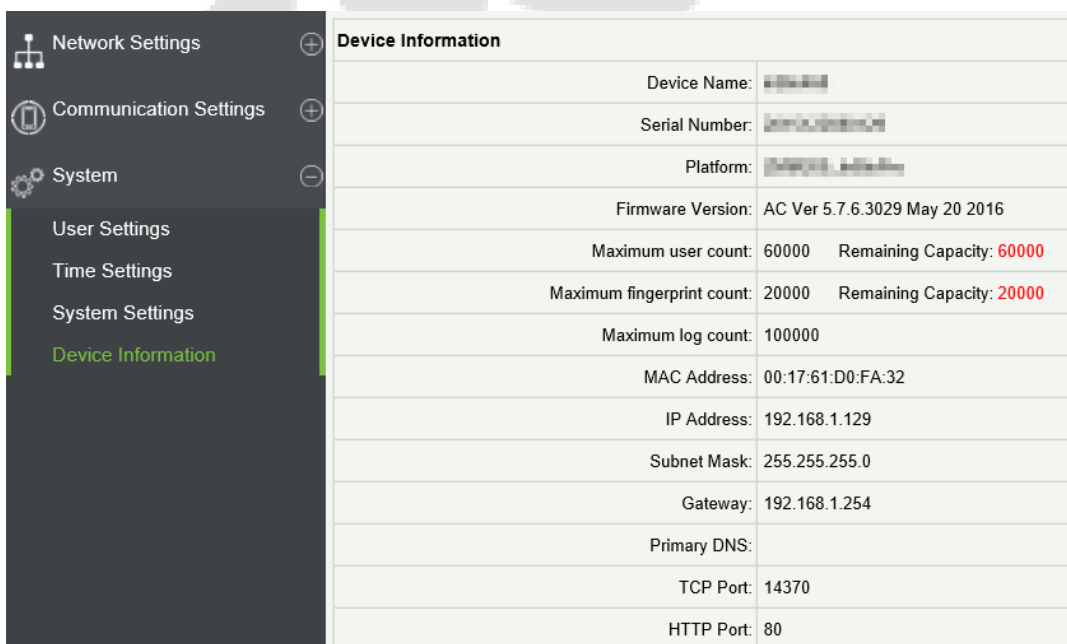 Network Settings
Communication Settings
System
User Settings
Time Settings
System Settings
Device Information
Device Information
Device Name:
Serial Number:
Platform:
Firmware Version: AC Ver 5.7.6.3029 May 20 2016
Maximum user count: 60000 Remaining Capacity: 60000
Maximum fingerprint count: 20000 Remaining Capacity: 20000
Maximum log count: 100000
MAC Address: 00:17:61:D0:FA:32
IP Address: 192.168.1.129
Subnet Mask: 255.255.255.0
Gateway: 192.168.1.254
Primary DNS:
TCP Port: 14370
HTTP Port: 80